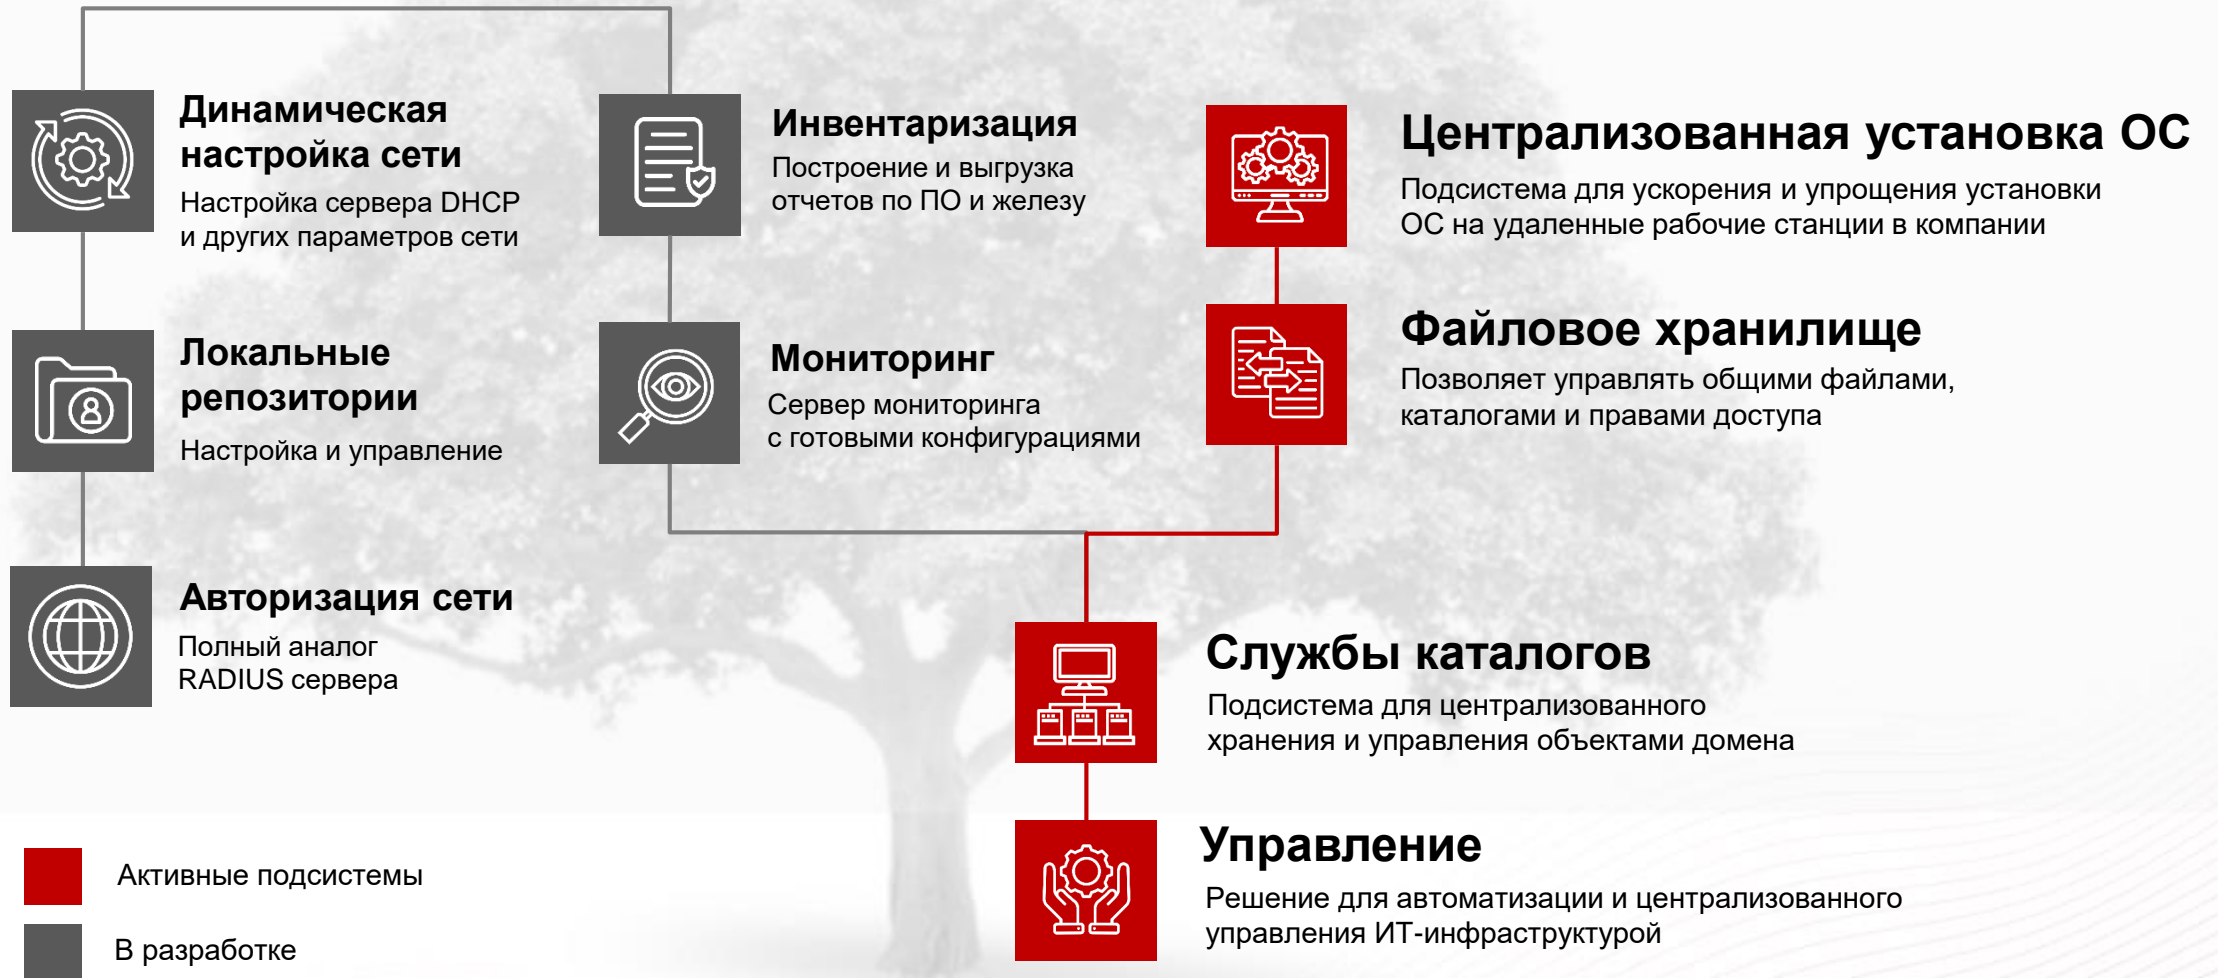 Динамическая
настройка сети
Настройка сервера DHCP
и других параметров сети
Локальные
репозитории
Настройка и управление
Авторизация сети
Полный аналог
RADIUS сервера
Инвентаризация
Построение и выгрузка
отчетов по ПО и железу
Мониторинг
Сервер мониторинга
с готовыми конфигурациями
Централизованная установка ОС
Подсистема для ускорения и упрощения установки
ОС на удаленные рабочие станции в компании
Файловое хранилище
Позволяет управлять общими файлами,
каталогами и правами доступа
Службы каталогов
Подсистема для централизованного
хранения и управления объектами домена
Управление
Решение для автоматизации и централизованного
управления ИТ-инфраструктурой
Активные подсистемы
В разработке